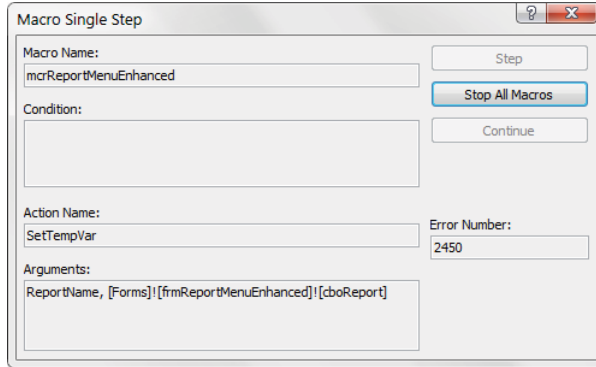 Macro Single Step
Macro Name:
mcrReportMenuEnhanced
Condition:
Action Name:
SetTempVar
Arguments:
ReportName, [Forms]![frmReportMenuEnhanced]![cboReport]
Step
Stop All Macros
Continue
Error Number:
2450